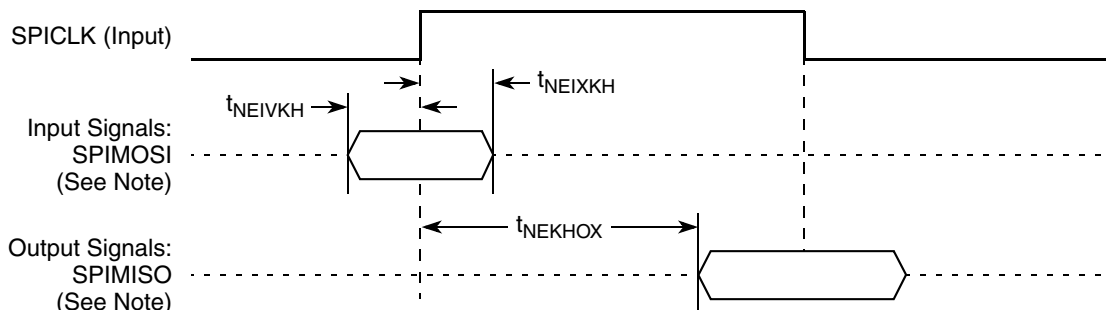 SPICLK (Input)
tNEIXKH
tNEIVKH
Input Signals:
SPIMOSI
(See Note)
tNEKHOX
Output Signals:
SPIMISO
(See Note)